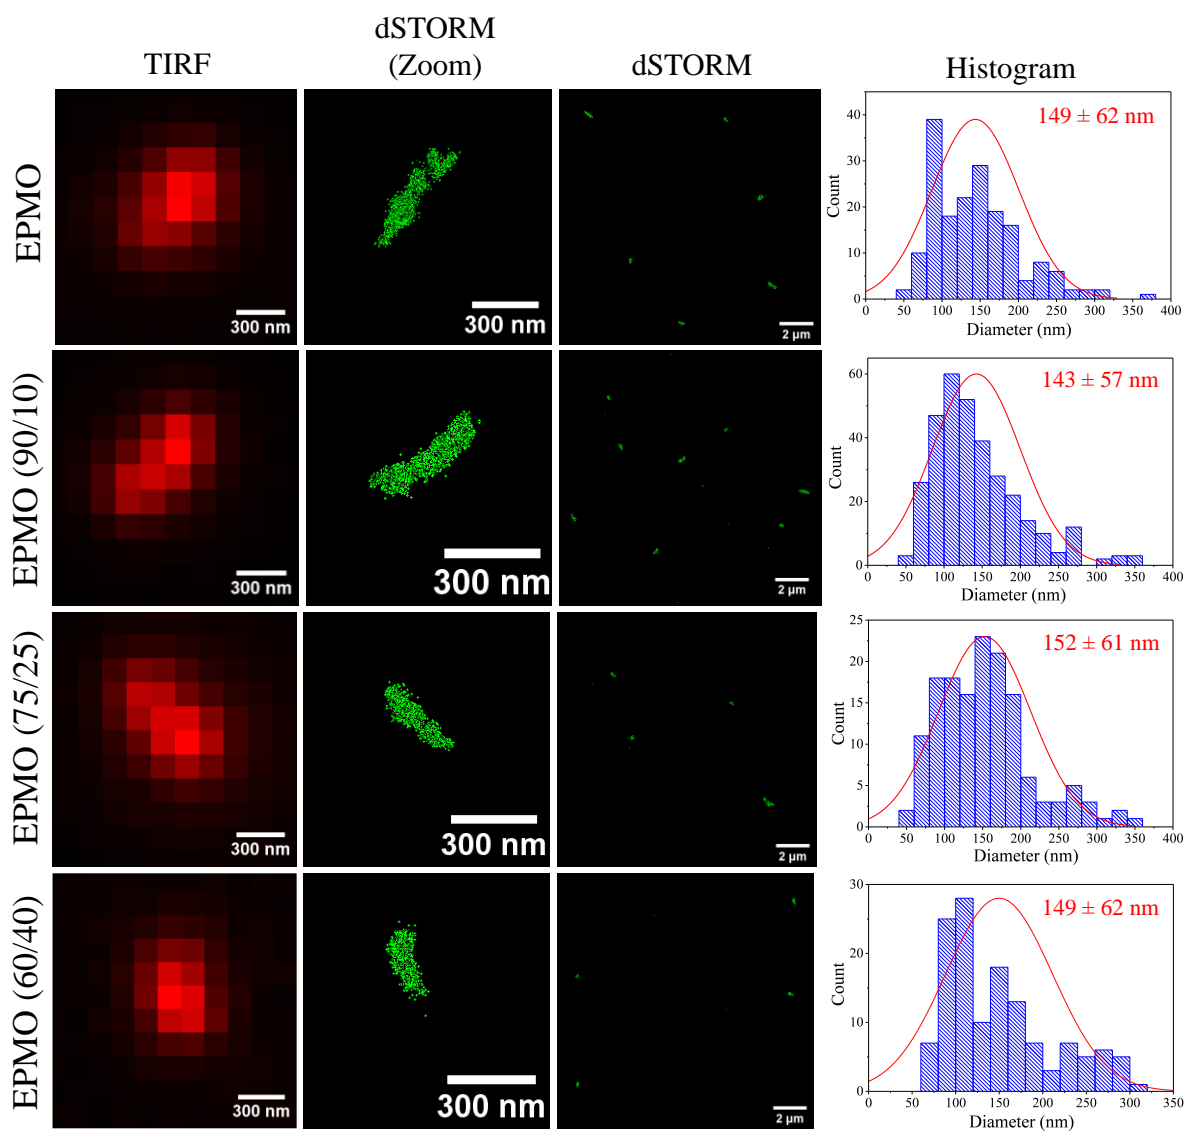 TIRF
dSTORM
(Zoom)
dSTORM
Histogram
EPMO
300 nm
300 nm
2 µm
149 ± 62 nm
Count
40
30
20
10
0
0 50 100 150 200 250 300 350 400
Diameter (nm)
EPMO (90/10)
300 nm
300 nm
2 µm
143 ± 57 nm
Count
60
40
20
0
0 50 100 150 200 250 300 350 400
Diameter (nm)
EPMO (75/25)
300 nm
300 nm
2 µm
152 ± 61 nm
Count
25
20
15
10
5
0
0 50 100 150 200 250 300 350 400
Diameter (nm)
EPMO (60/40)
300 nm
300 nm
2 µm
149 ± 62 nm
Count
30
20
10
0
0 50 100 150 200 250 300 350
Diameter (nm)